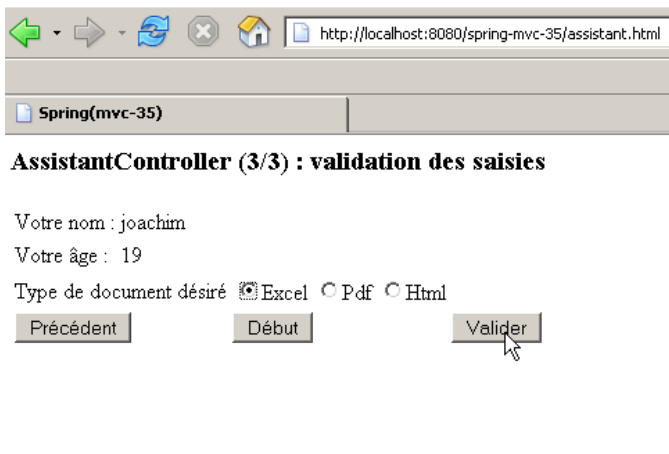 http://localhost:8080/spring-mvc-35/assistant.html
Spring(mvc-35)
AssistantController (3/3) : validation des saisies
Votre nom : joachim
Votre âge : 19
Type de document désiré Excel Pdf Html
Précédent Début Valider